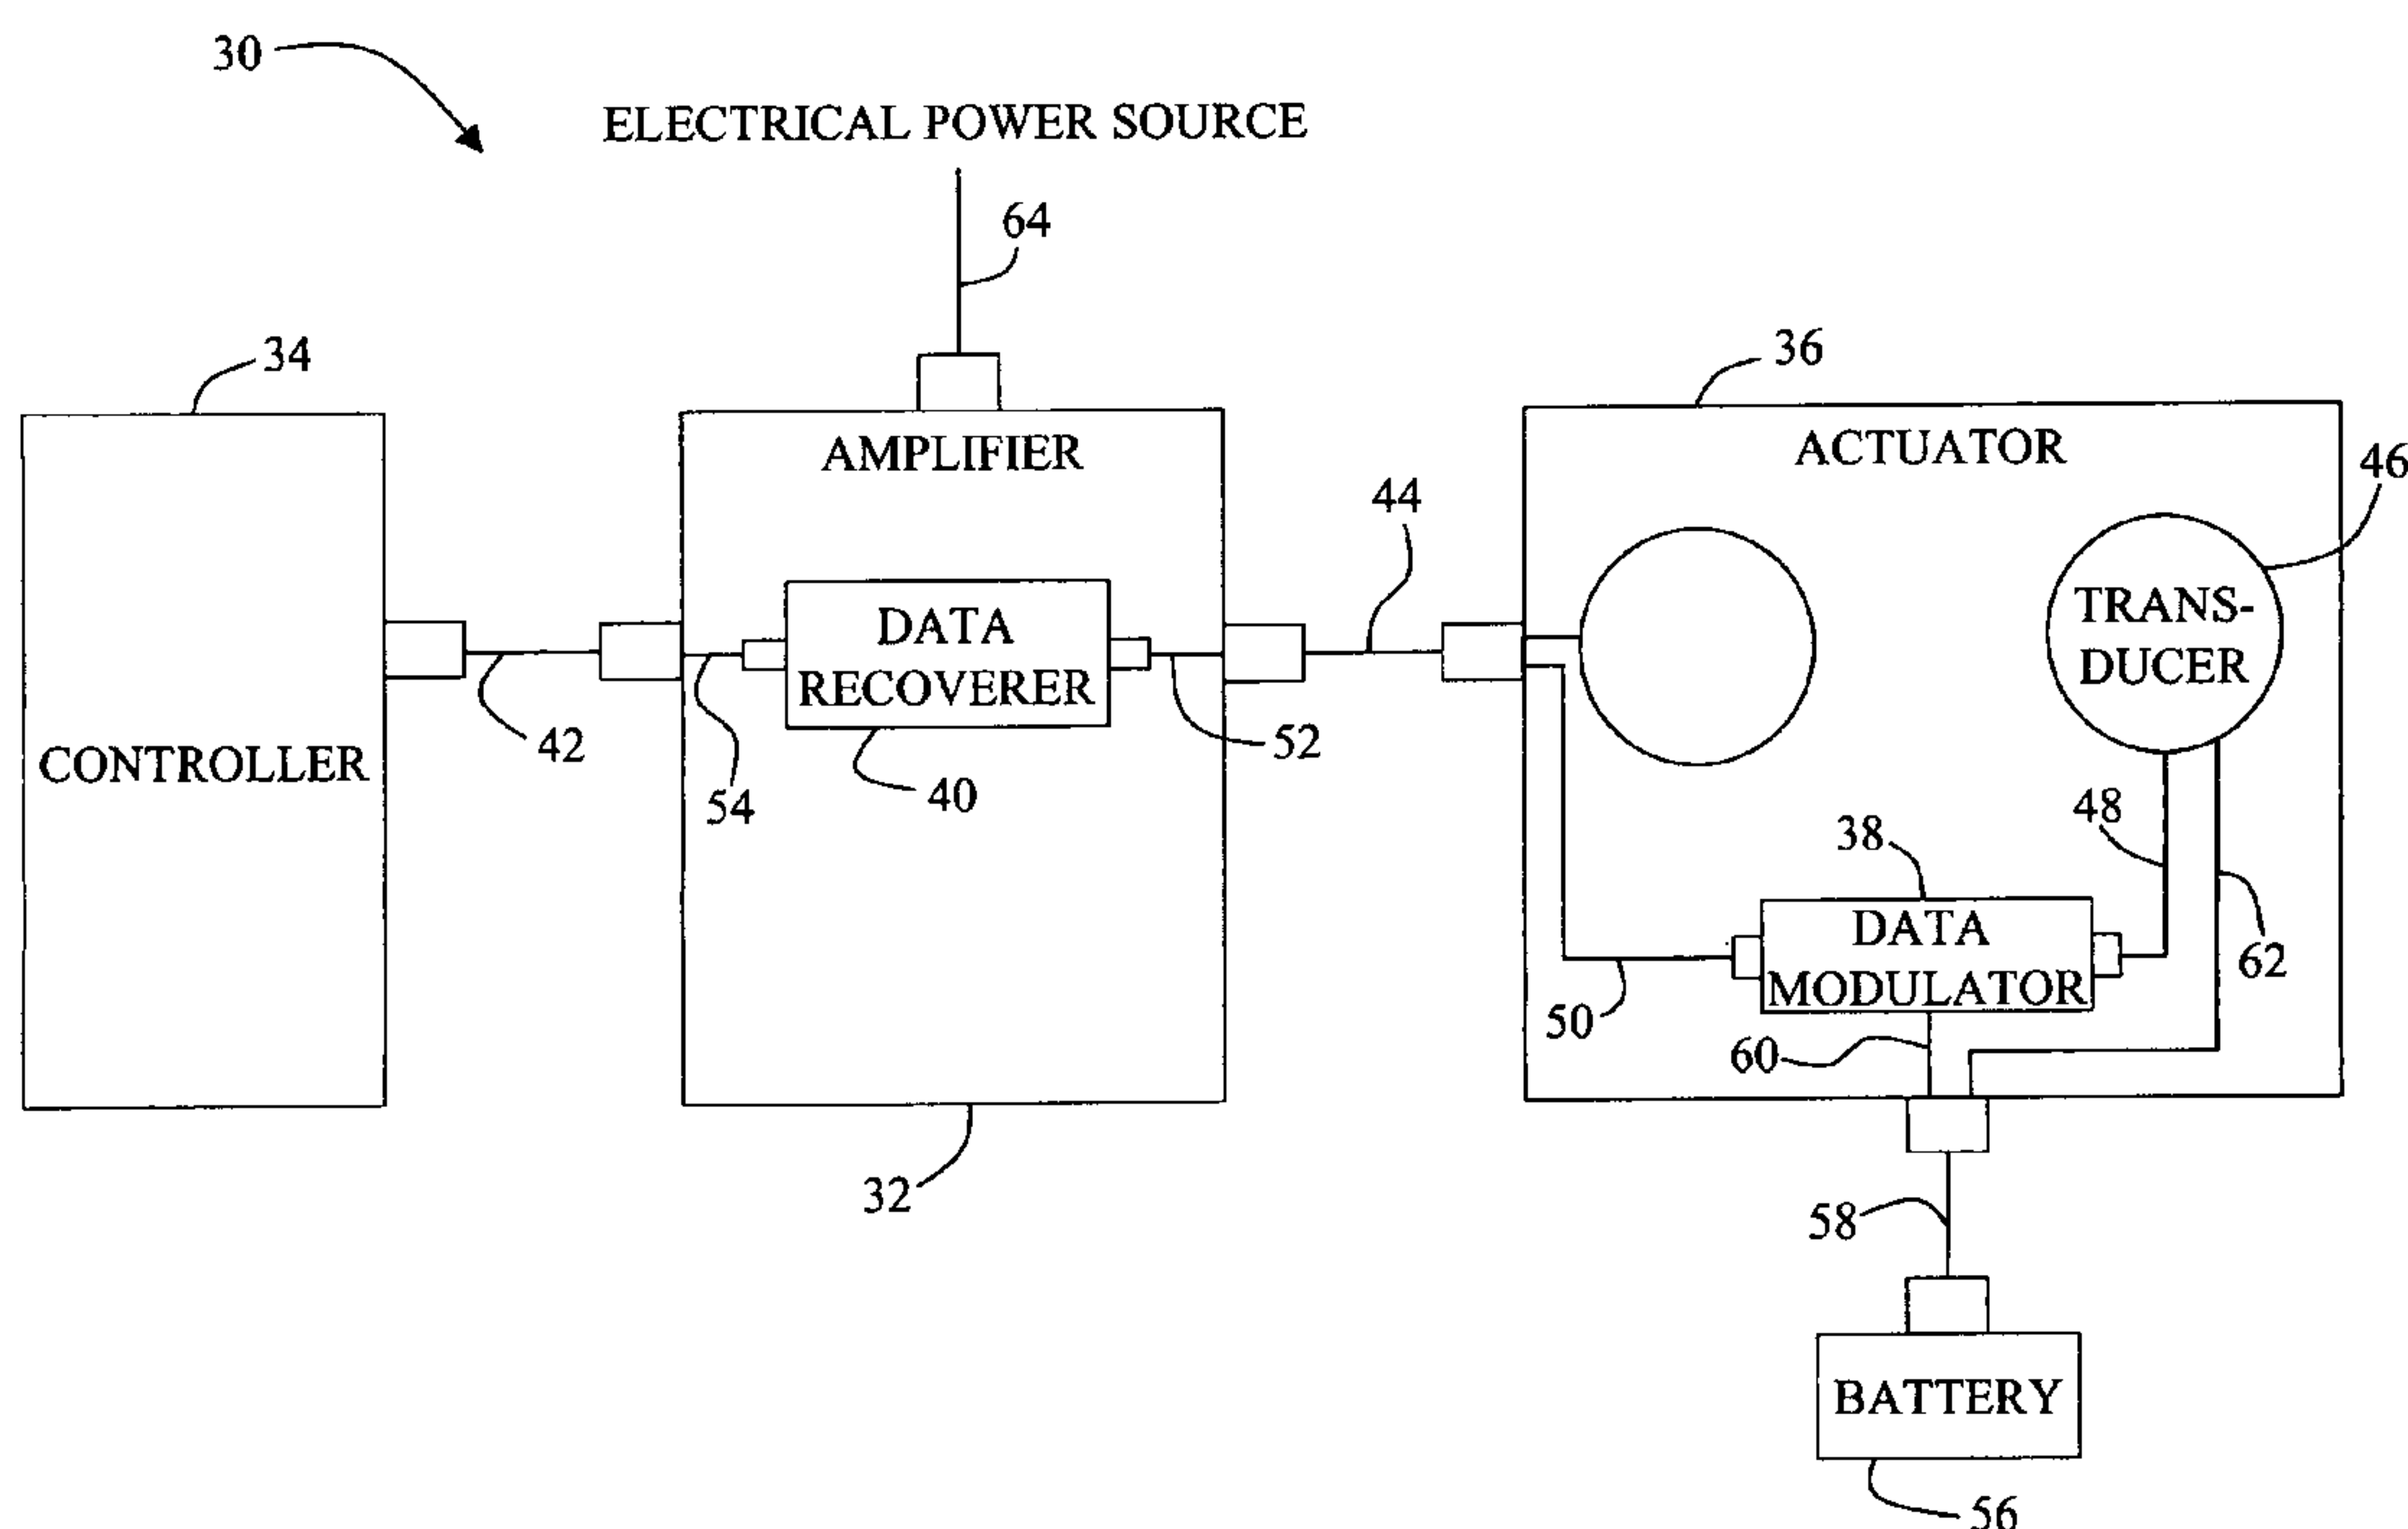 30
ELECTRICAL POWER SOURCE
64
34
36
AMPLIFIER
ACTUATOR
46
44
DATA
RECOVERER
TRANS-
DUCER
42
54
40
52
CONTROLLER
48
38
DATA
MODULATOR
62
50
60
32
58
BATTERY
56